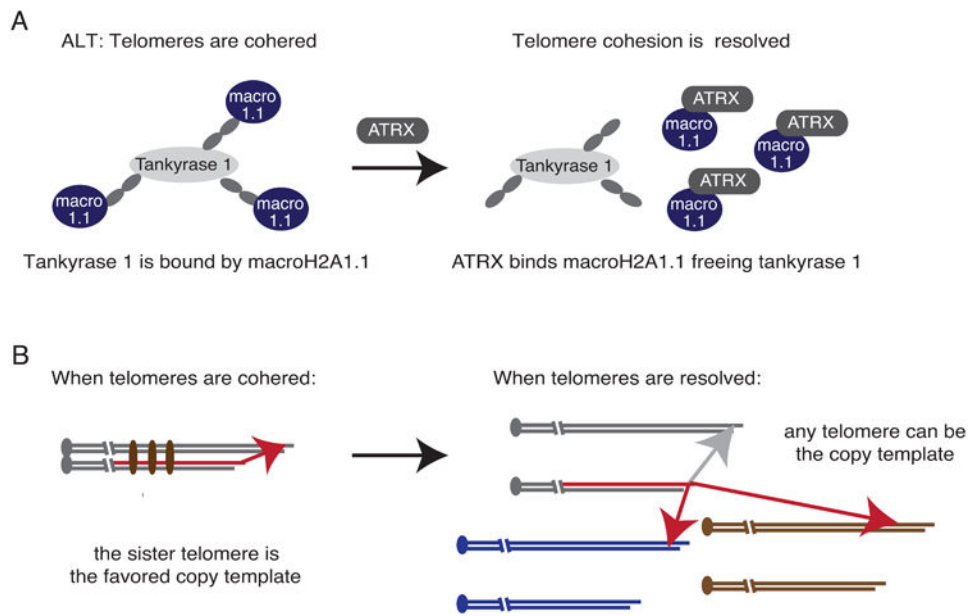 A
ALT: Telomeres are cohered
Telomere cohesion is resolved
macro
1.1
Tankyrase 1
macro
1.1
macro
1.1
ATRX
Tankyrase 1
ATRX
macro
1.1
ATRX
macro
1.1
ATRX
macro
1.1
Tankyrase 1 is bound by macroH2A1.1
ATRX binds macroH2A1.1 freeing tankyrase 1
B
When telomeres are cohered:
When telomeres are resolved:
any telomere can be
the copy template
the sister telomere is
the favored copy template